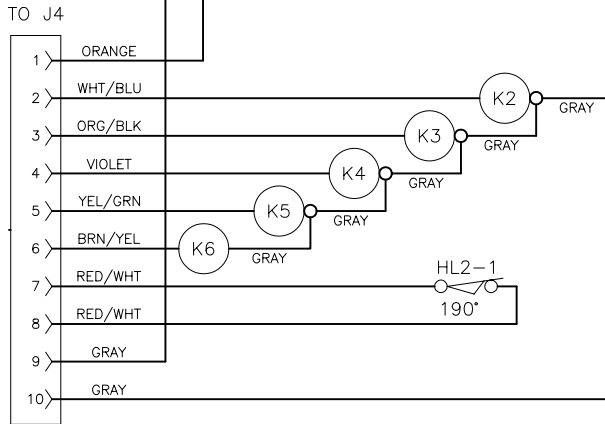 TO J4
1 ORANGE
2 WHT/BLU K2 GRAY
3 ORG/BLK K3 GRAY
4 VIOLET K4 GRAY
5 YEL/GRN K5 GRAY
6 BRN/YEL K6 GRAY
7 RED/WHT HL2-1
190°
8 RED/WHT
9 GRAY
10 GRAY